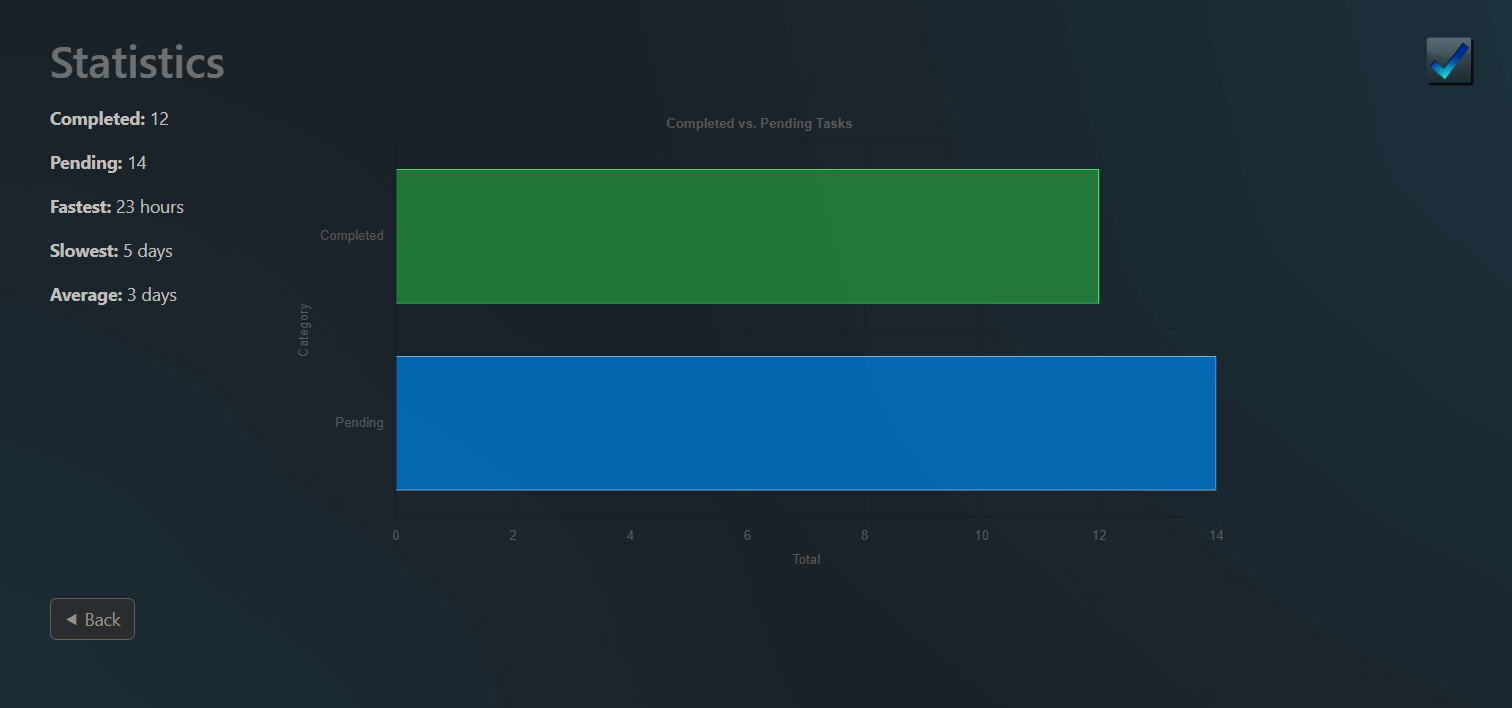 Statistics
Completed: 12
Pending: 14
Fastest: 23 hours
Slowest: 5 days
Average: 3 days
Completed vs. Pending Tasks
Completed
Category
Pending
0 2 4 6 8 10 12 14
Total
◄ Back